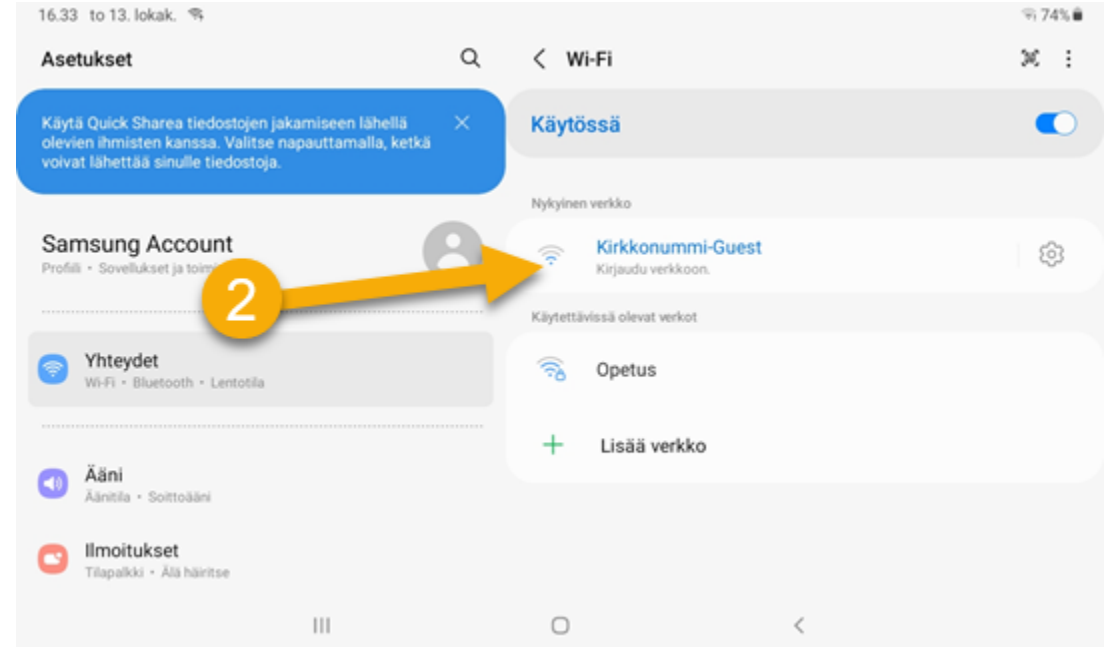 16.33 to 13. lokak.
74%
Asetukset
Käytä Quick Sharea tiedostojen jakamiseen lähellä
olevien ihmisten kanssa. Valitse napauttamalla, ketkä
voivat lähettää sinulle tiedostoja.
Samsung Account
Profiili • Sovellukset ja
2
Yhteydet
Wi-Fi • Bluetooth • Lentotila
Ääni
Äänitila • Soittoääni
Ilmoitukset
Tilapalkki • Älä häiritse
Wi-Fi
Käytössä
Nykyinen verkko
Kirkkonummi-Guest
Kirjaudu verkkoon.
Käytettävissä olevat verkot
Opetus
Lisää verkko